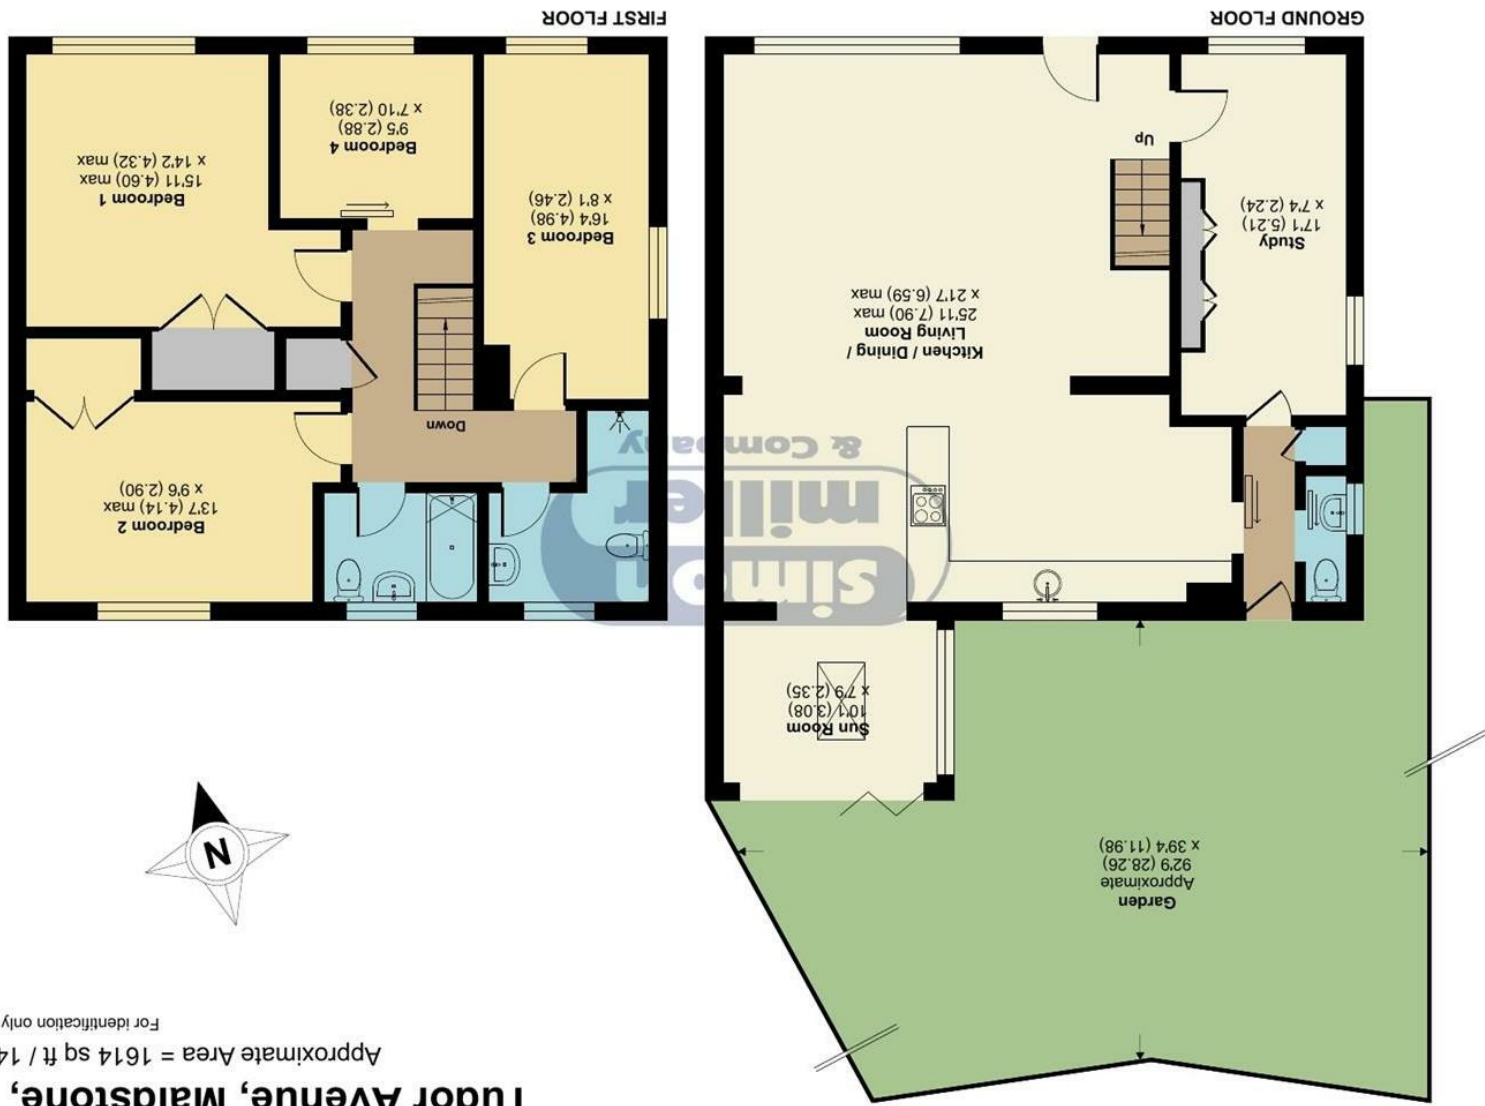 Tudor Avenue, Maidstone,
Approximate Area = 1614 sq ft / 14
For identification only
Garden
Approximate
92'9 (28.26)
x 39'4 (11.98)
N
Sun Room
10'1 (3.08)
x 7'9 (2.35)
simon
miller
& Company
Kitchen / Dining /
Living Room
25'11 (7.90) max
x 21'7 (6.59) max
Study
17'1 (5.21)
x 7'4 (2.24)
Up
GROUND FLOOR
Bedroom 2
13'7 (4.14) max
x 9'6 (2.90)
Down
Bedroom 3
16'4 (4.98)
x 8'1 (2.46)
Bedroom 1
15'11 (4.60) max
x 14'2 (4.32) max
Bedroom 4
9'5 (2.88)
x 7'10 (2.38)
FIRST FLOOR